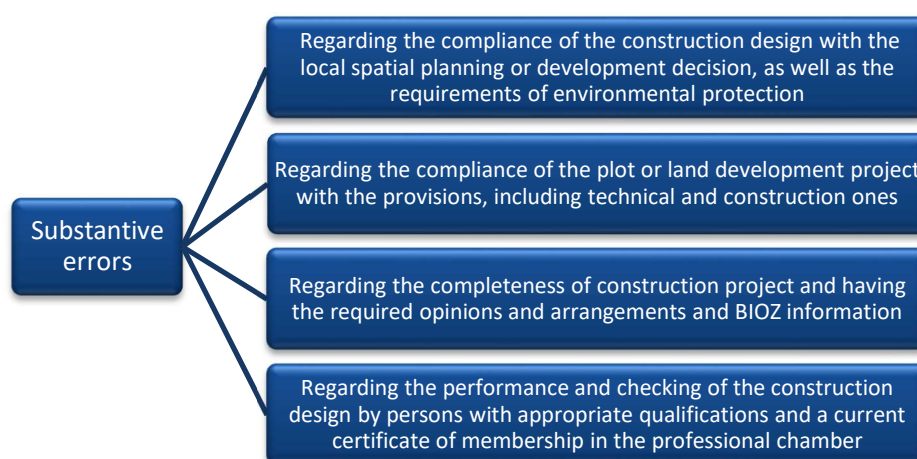 Regarding the compliance of the construction design with the
local spatial planning or development decision, as well as the
requirements of environmental protection
Regarding the compliance of the plot or land development project
with the provisions, including technical and construction ones
Substantive
errors
Regarding the completeness of construction project and having
the required opinions and arrangements and BIOZ information
Regarding the performance and checking of the construction
design by persons with appropriate qualifications and a current
certificate of membership in the professional chamber